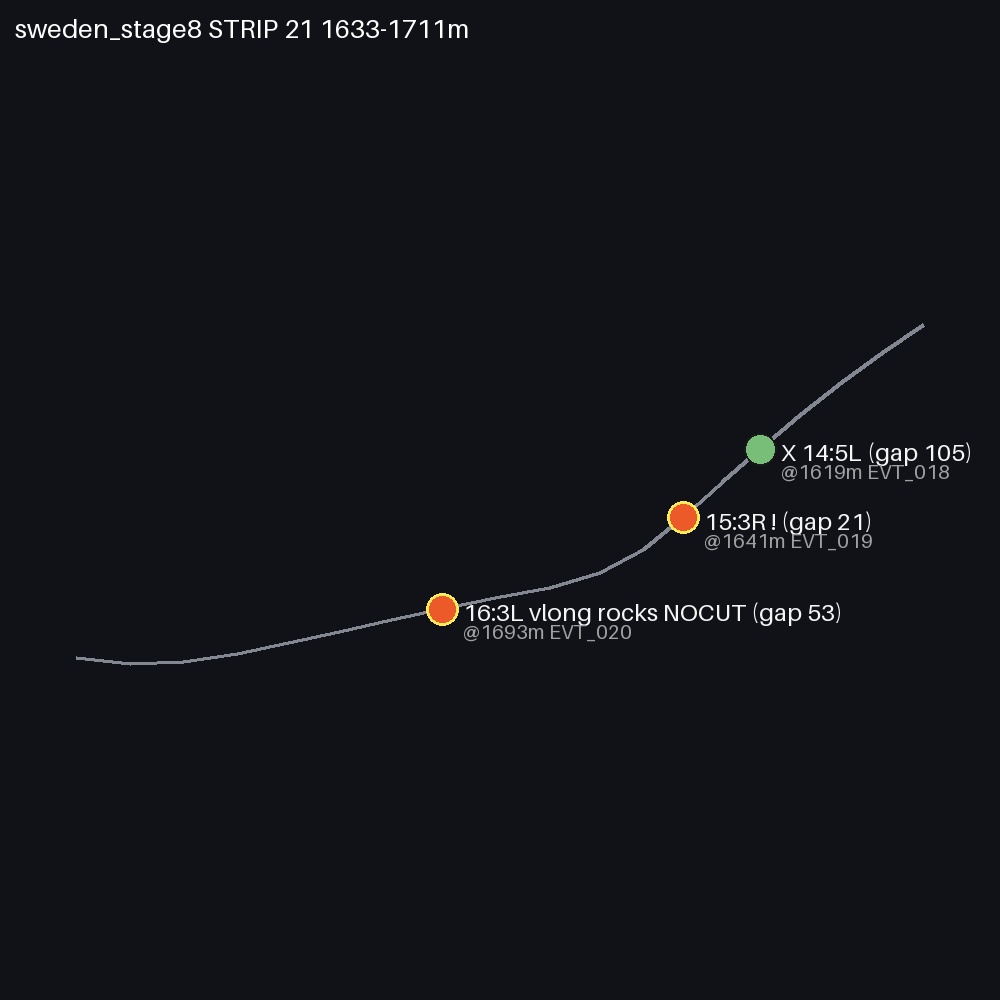 sweden_stage8 STRIP 21 1633-1711m
X 14:5L (gap 105)
@1619m EVT_018
15:3R ! (gap 21)
@1641m EVT_019
16:3L vlong rocks NOCUT (gap 53)
@1693m EVT_020